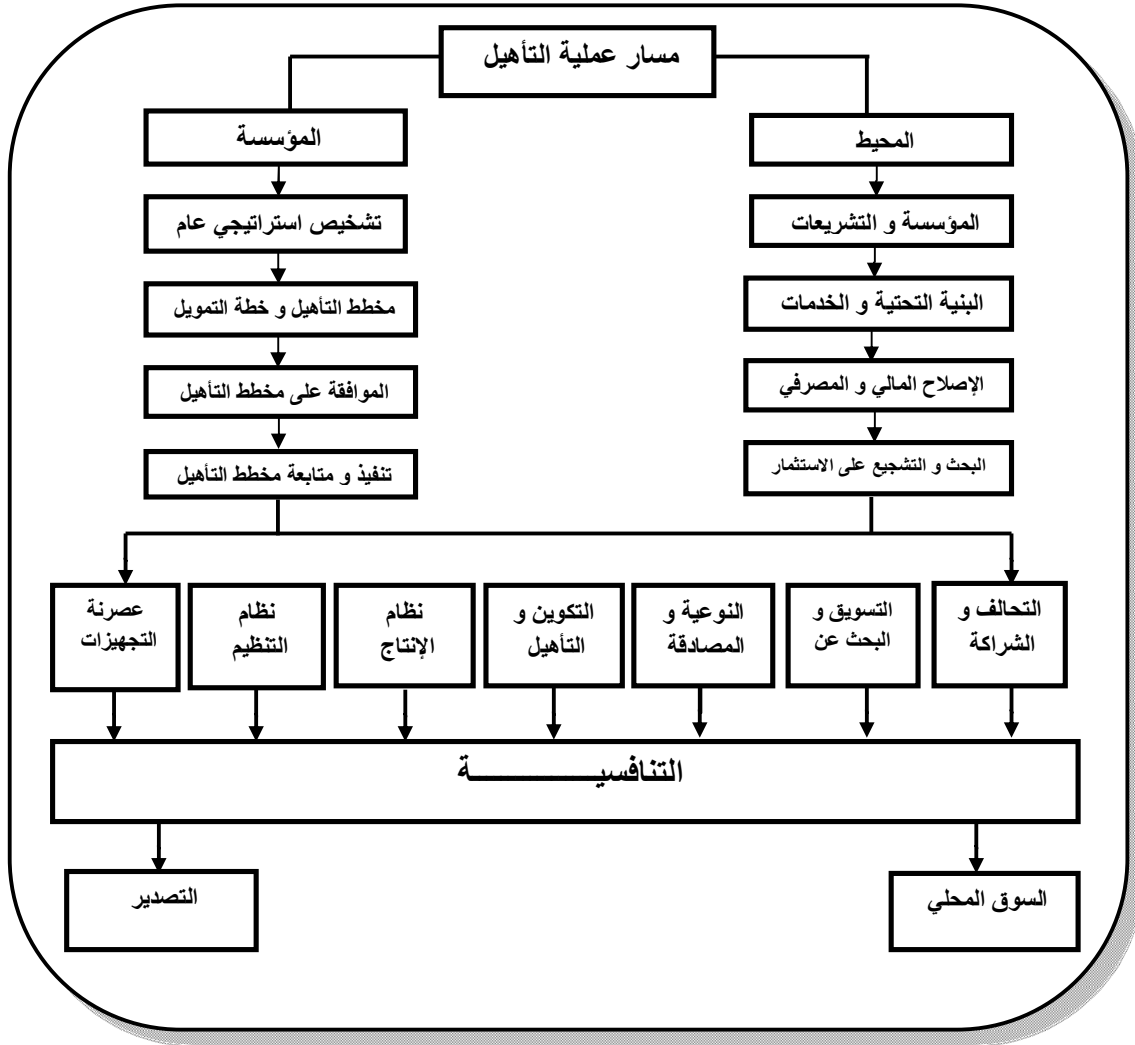 مسار عملية التأهيل
المحيط
المؤسسة
المؤسسة و التشريعات
تشخيص استراتيجي عام
البنية التحتية و الخدمات
مخطط التأهيل و خطة التمويل
الإصلاح المالي و المصرفي
الموافقة على مخطط التأهيل
البحث و التشجيع على الاستثمار
تنفيذ و متابعة مخطط التأهيل
التحالف و
الشراكة
التسويق و
البحث عن
النوعية و
المصادقة
التكوين و
التأهيل
نظام
الإنتاج
نظام
التنظيم
عصرنة
التجهيزات
التنافسيـــــــــــــة
السوق المحلي
التصدير